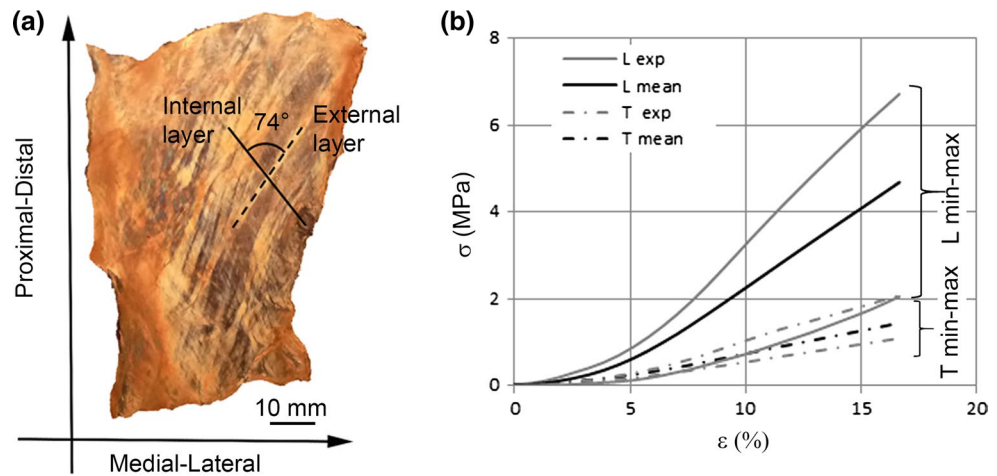 (a)
Proximal-Distal
Internal
layer
74°
External
layer
10 mm
Medial-Lateral
(b)
σ (MPa)
8
6
4
2
0
L exp
L mean
T exp
T mean
L min-max
T min-max
0
5
10
15
20
ε (%)